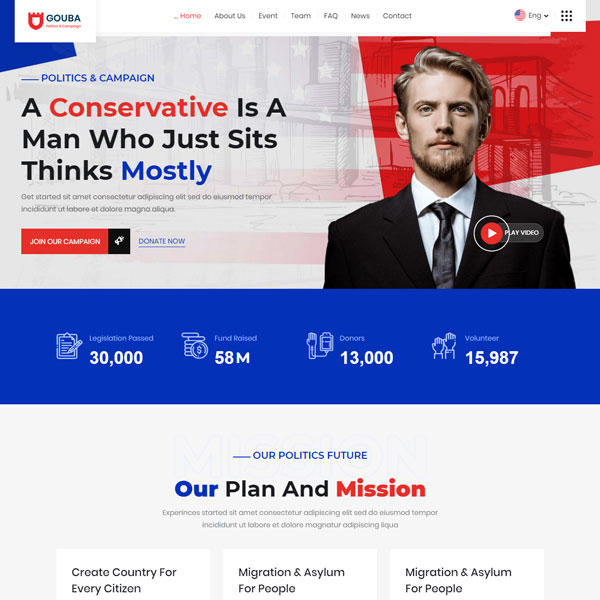 GOUBA
Politics & Campaign
Home About Us Event Team FAQ News Contact
Eng
POLITICS & CAMPAIGN
A Conservative Is A
Man Who Just Sits
Thinks Mostly
Get started sit amet consectetur adipiscing elit sed do eiusmod tempor
incididunt ut labore et dolore magna aliqua.
JOIN OUR CAMPAIGN
DONATE NOW
PLAY VIDEO
Legislation Passed
30,000
Fund Raised
58M
Donors
13,000
Volunteer
15,987
MISSION
OUR POLITICS FUTURE
Our Plan And Mission
Experinces started sit amet consectetur adipiscing elit sed do eiusmod tempor
incididunt ut labore et dolore magnatur adipiscing liqua
Create Country For
Every Citizen
Migration & Asylum
For People
Migration & Asylum
For People